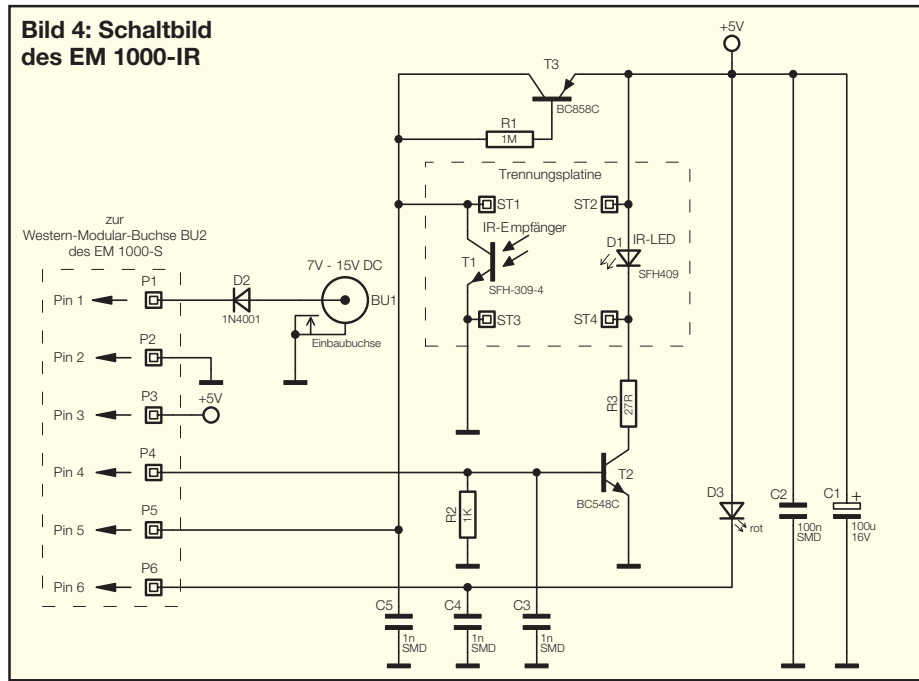 Bild 4: Schaltbild
des EM 1000-IR
+5V
T3
BC858C
R1
1M
Trennungsplatine
ST1
ST2
IR-Empfänger
D1
IR-LED
T1
SFH-309-4
SFH409
ST3
ST4
zur
Western-Modular-Buchse BU2
des EM 1000-S
7V - 15V DC
Pin 1
P1
D2
1N4001
BU1
Einbaubuchse
Pin 2
P2
Pin 3
P3
+5V
R3
27R
Pin 4
P4
T2
BC548C
R2
1K
D3
rot
C2
100n
SMD
C1
+
100u
16V
Pin 5
P5
Pin 6
P6
C5
1n
SMD
C4
1n
SMD
C3
1n
SMD